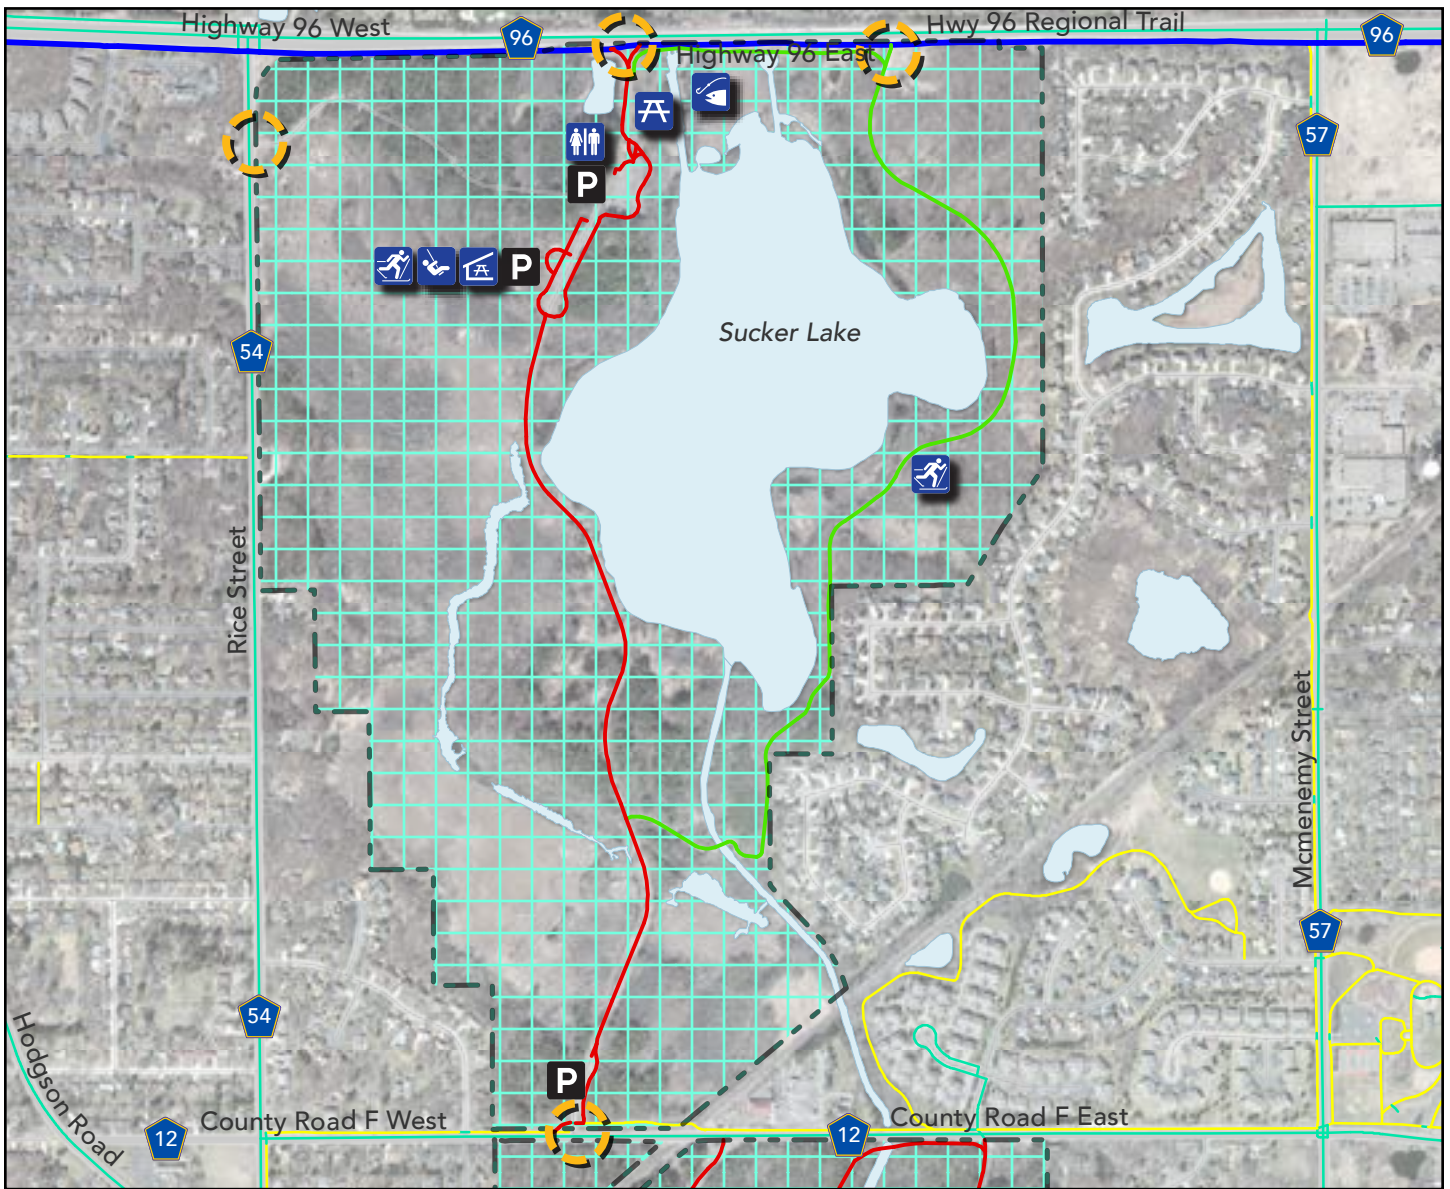 Highway 96 West
96
Hwy 96 Regional Trail
96
Highway 96 East
57
P
P
Sucker Lake
54
Rice Street
Mcmenemy Street
57
54
Hodgson Road
P
County Road F West
12
County Road F East
12